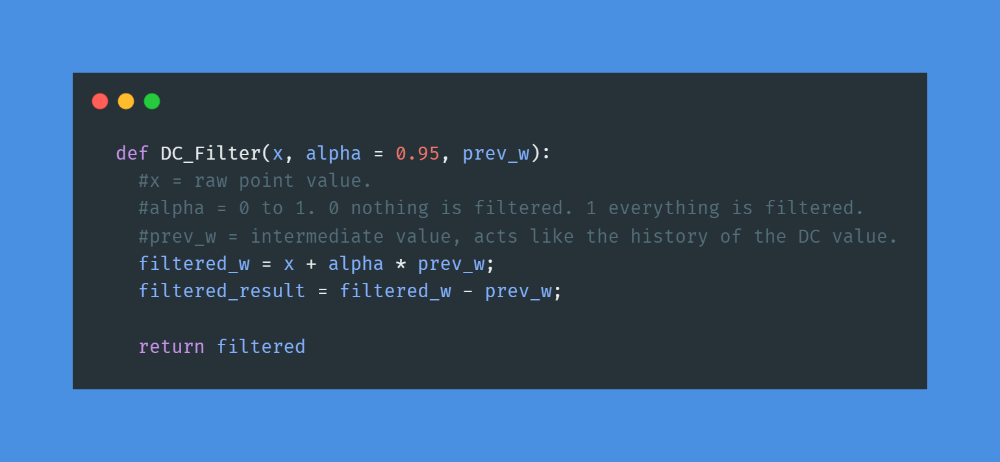 def DC_Filter(x, alpha = 0.95, prev_w):
#x = raw point value.
#alpha = 0 to 1. 0 nothing is filtered. 1 everything is filtered.
#prev_w = intermediate value, acts like the history of the DC value.
filtered_w = x + alpha * prev_w;
filtered_result = filtered_w - prev_w;
return filtered